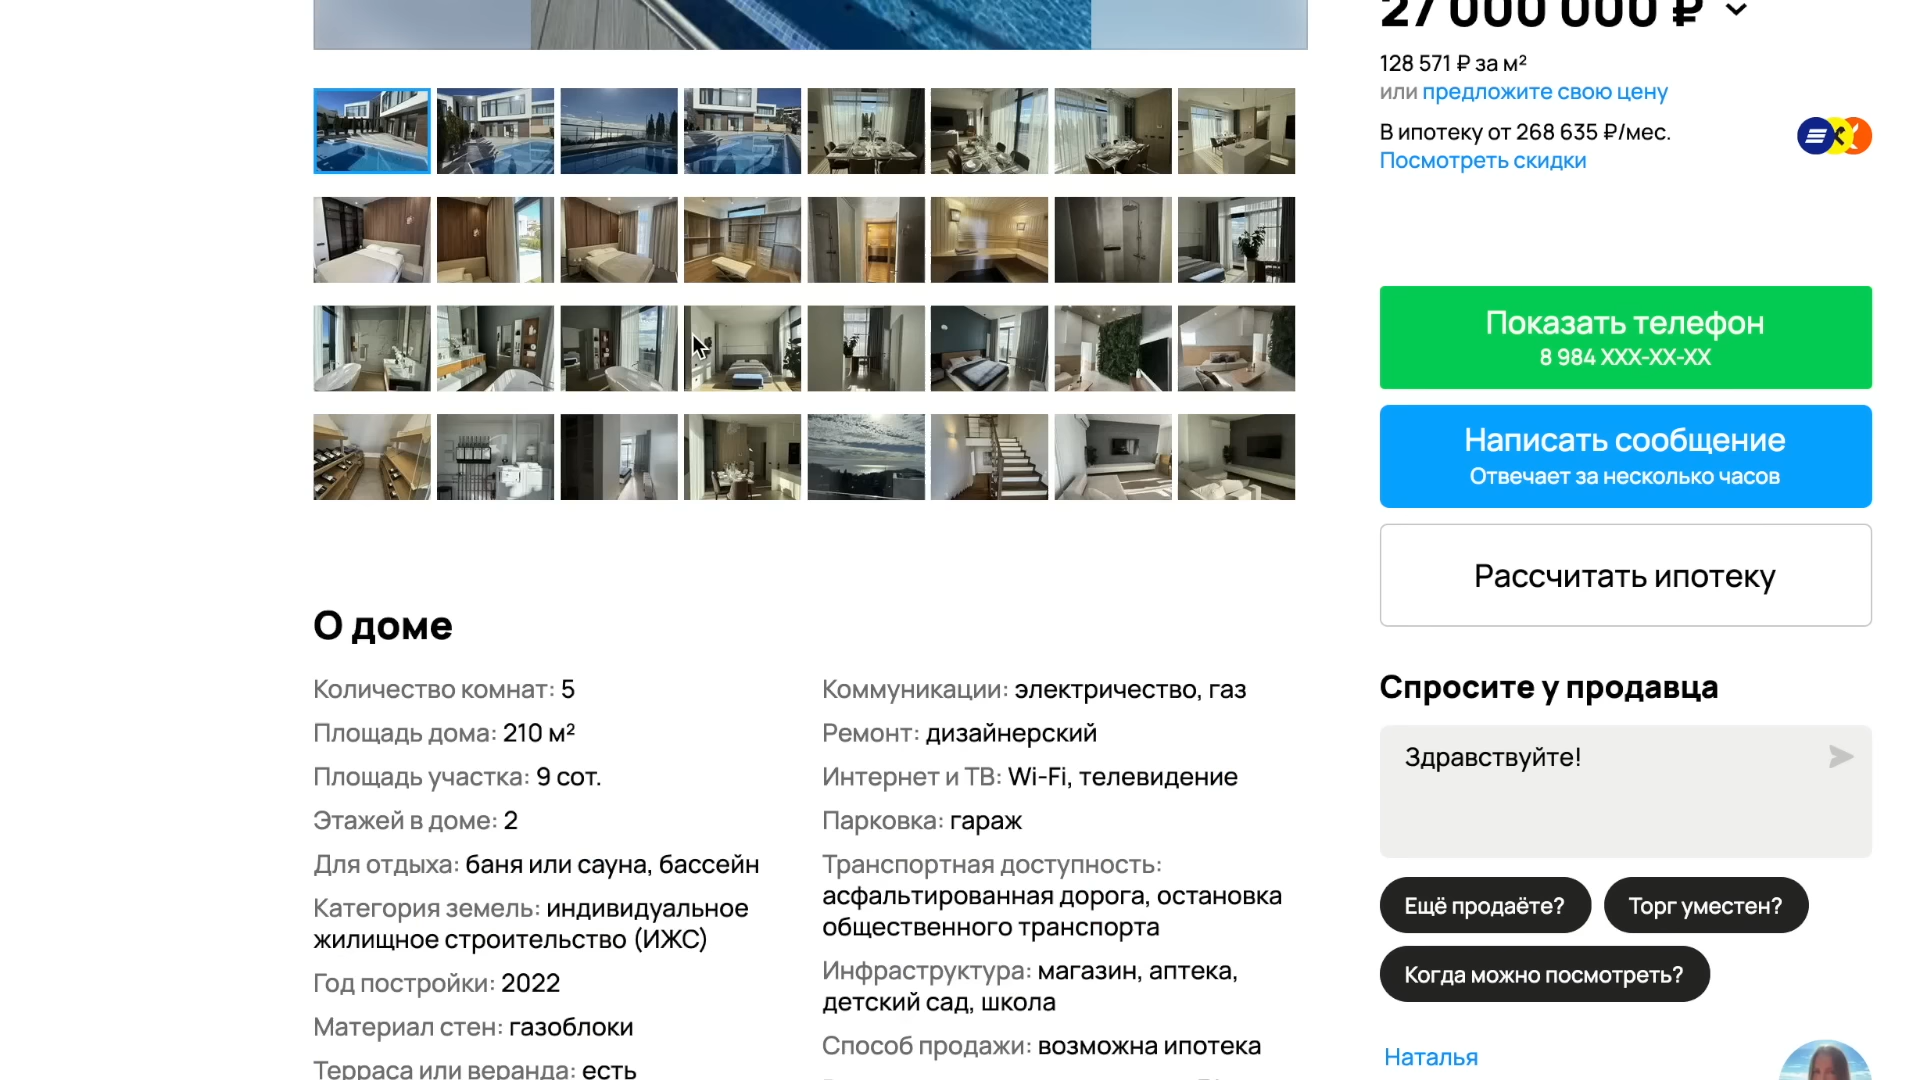 27 000 000 ₽
128 571 ₽ за м²
или предложите свою цену
В ипотеку от 268 635 ₽/мес.
Посмотреть скидки
Показать телефон
8 984 XXX-XX-XX
Написать сообщение
Отвечает за несколько часов
Рассчитать ипотеку
Спросите у продавца
Здравствуйте!
Ещё продаёте?
Торг уместен?
Когда можно посмотреть?
Наталья
О доме
Количество комнат: 5
Площадь дома: 210 м²
Площадь участка: 9 сот.
Этажей в доме: 2
Для отдыха: баня или сауна, бассейн
Категория земель: индивидуальное
жилищное строительство (ИЖС)
Год постройки: 2022
Материал стен: газоблоки
Терраса или веранда: есть
Коммуникации: электричество, газ
Ремонт: дизайнерский
Интернет и ТВ: Wi-Fi, телевидение
Парковка: гараж
Транспортная доступность:
асфальтированная дорога, остановка
общественного транспорта
Инфраструктура: магазин, аптека,
детский сад, школа
Способ продажи: возможна ипотека